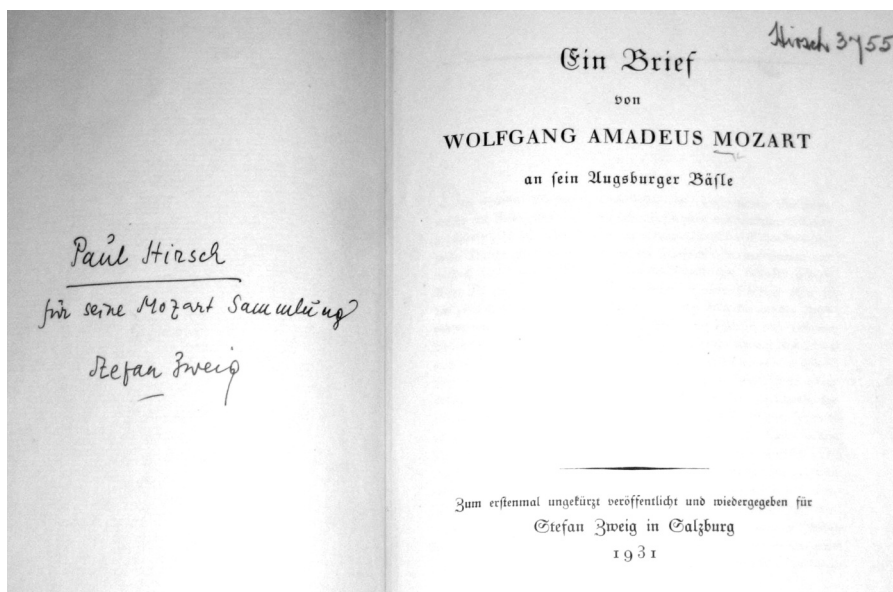 Paul Hirsch
für seine Mozart Sammlung
Stefan Zweig
Hirsch 3755
Ein Brief
von
WOLFGANG AMADEUS MOZART
an sein Augsburger Bäsle
Zum erstenmal ungekürzt veröffentlicht und wiedergegeben für
Stefan Zweig in Salzburg
1931